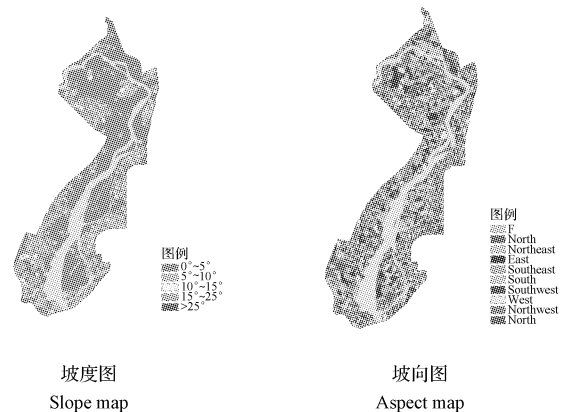 图例
0°~5°
5°~10°
10°~15°
15°~25°
>25°
坡度图
Slope map
图例
F
North
Northeast
East
Southeast
South
Southwest
West
Northwest
North
坡向图
Aspect map